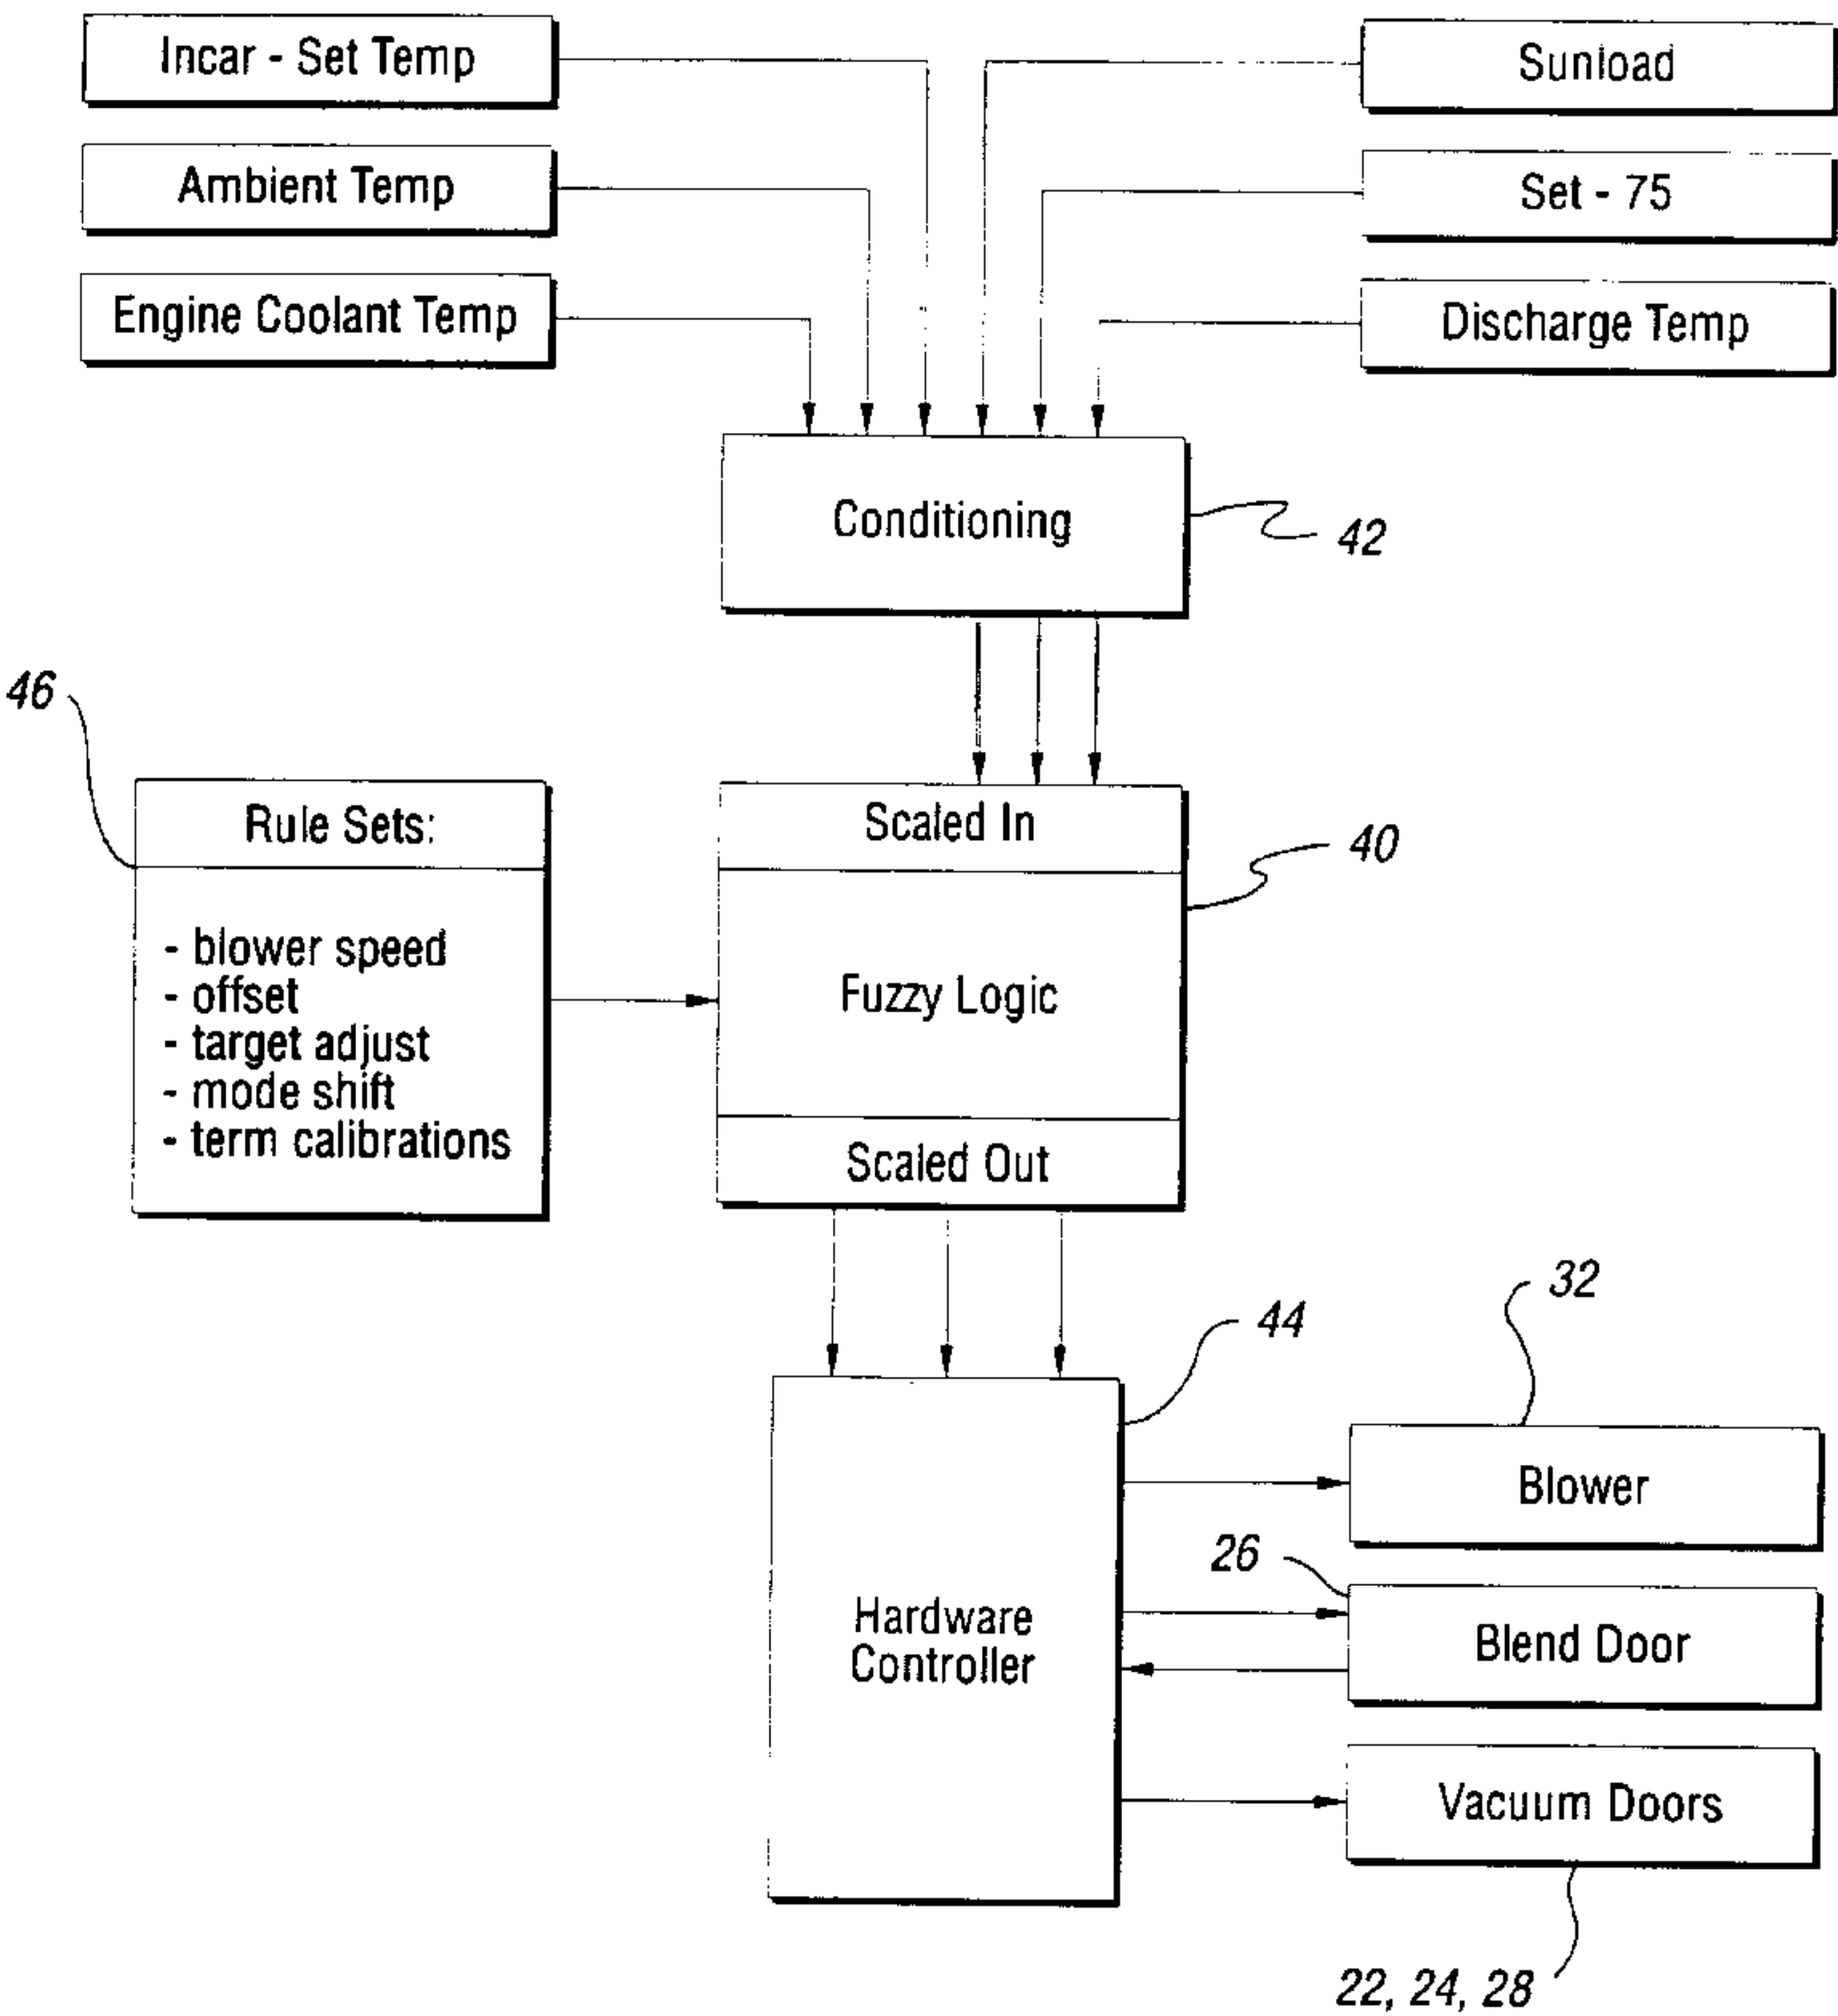 Incar - Set Temp
Sunload
Ambient Temp
Set - 75
Engine Coolant Temp
Discharge Temp
Conditioning
42
46
Rule Sets:
- blower speed
- offset
- target adjust
- mode shift
- term calibrations
Scaled In
40
Fuzzy Logic
Scaled Out
44
32
Hardware
Controller
Blower
26
Blend Door
Vacuum Doors
22, 24, 28